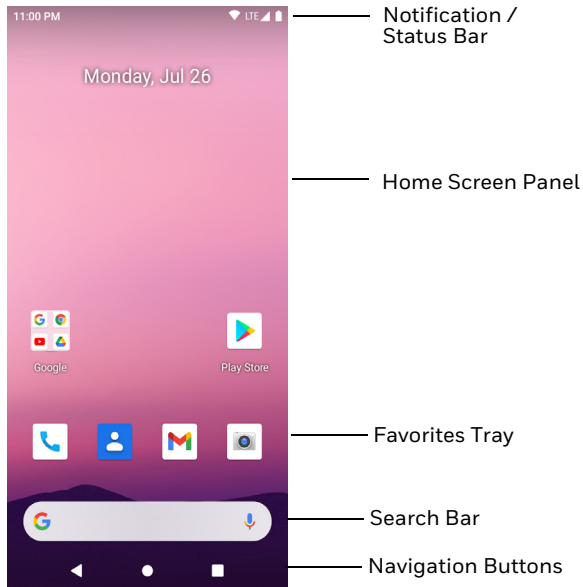 11:00 PM
LTE
Notification /
Status Bar
Monday, Jul 26
Home Screen Panel
Google
Play Store
Favorites Tray
Search Bar
Navigation Buttons